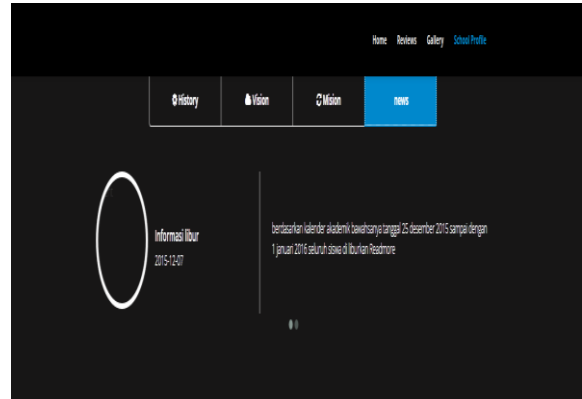 Home Reviews Gallery School Profile
History Vision Mision news
Informasi libur
2015-12-07
berdasarkan kalender akademik bawahsanya tanggal 25 desember 2015 sampai dengan
1 januari 2016 seluruh siswa di liburkan Readmore